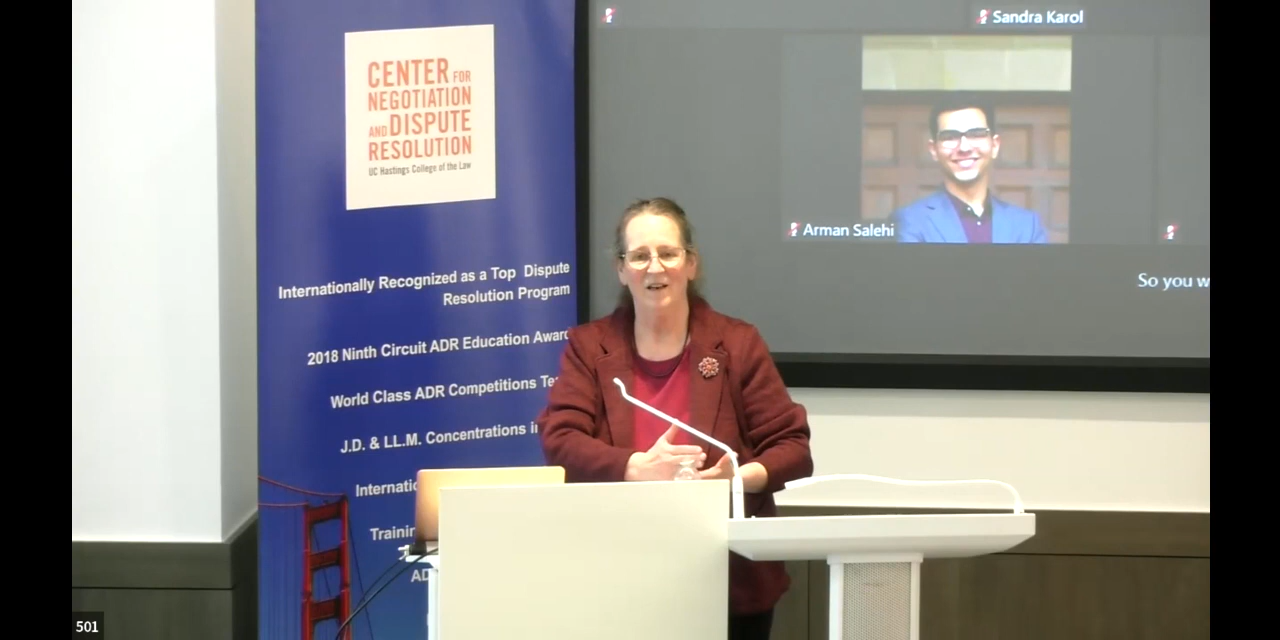 CENTER FOR
NEGOTIATION
AND DISPUTE
RESOLUTION
UC Hastings College of the Law
Internationally Recognized as a Top Dispute
Resolution Program
2018 Ninth Circuit ADR Education Award
World Class ADR Competitions
J.D. & LL.M. Concentrations
ADR
Sandra Karol
Arman Salehi
So you
501